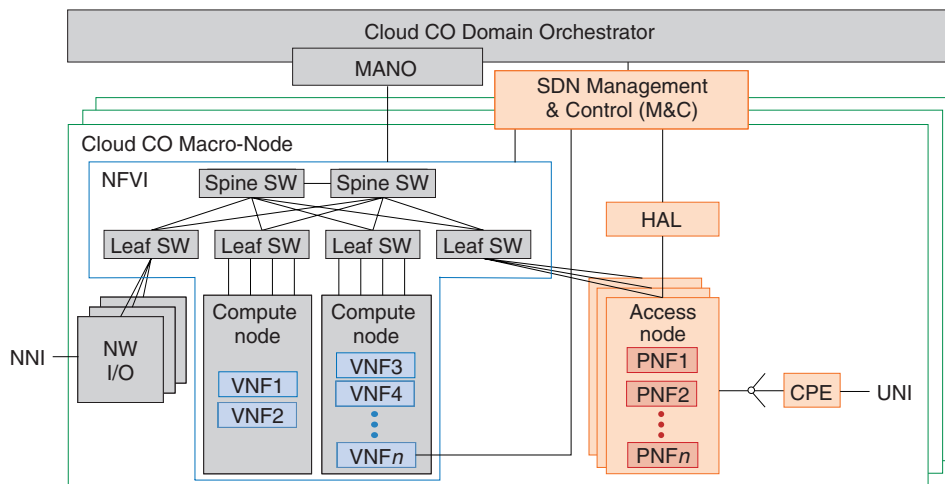 Cloud CO Domain Orchestrator
MANO
SDN Management
& Control (M&C)
Cloud CO Macro-Node
NFVI
Spine SW
Spine SW
HAL
Leaf SW
Leaf SW
Leaf SW
Leaf SW
Compute
node
Compute
node
Access
node
NNI
NW
I/O
VNF1
VNF2
VNF3
VNF4
VNFn
PNF1
PNF2
PNFn
CPE
UNI